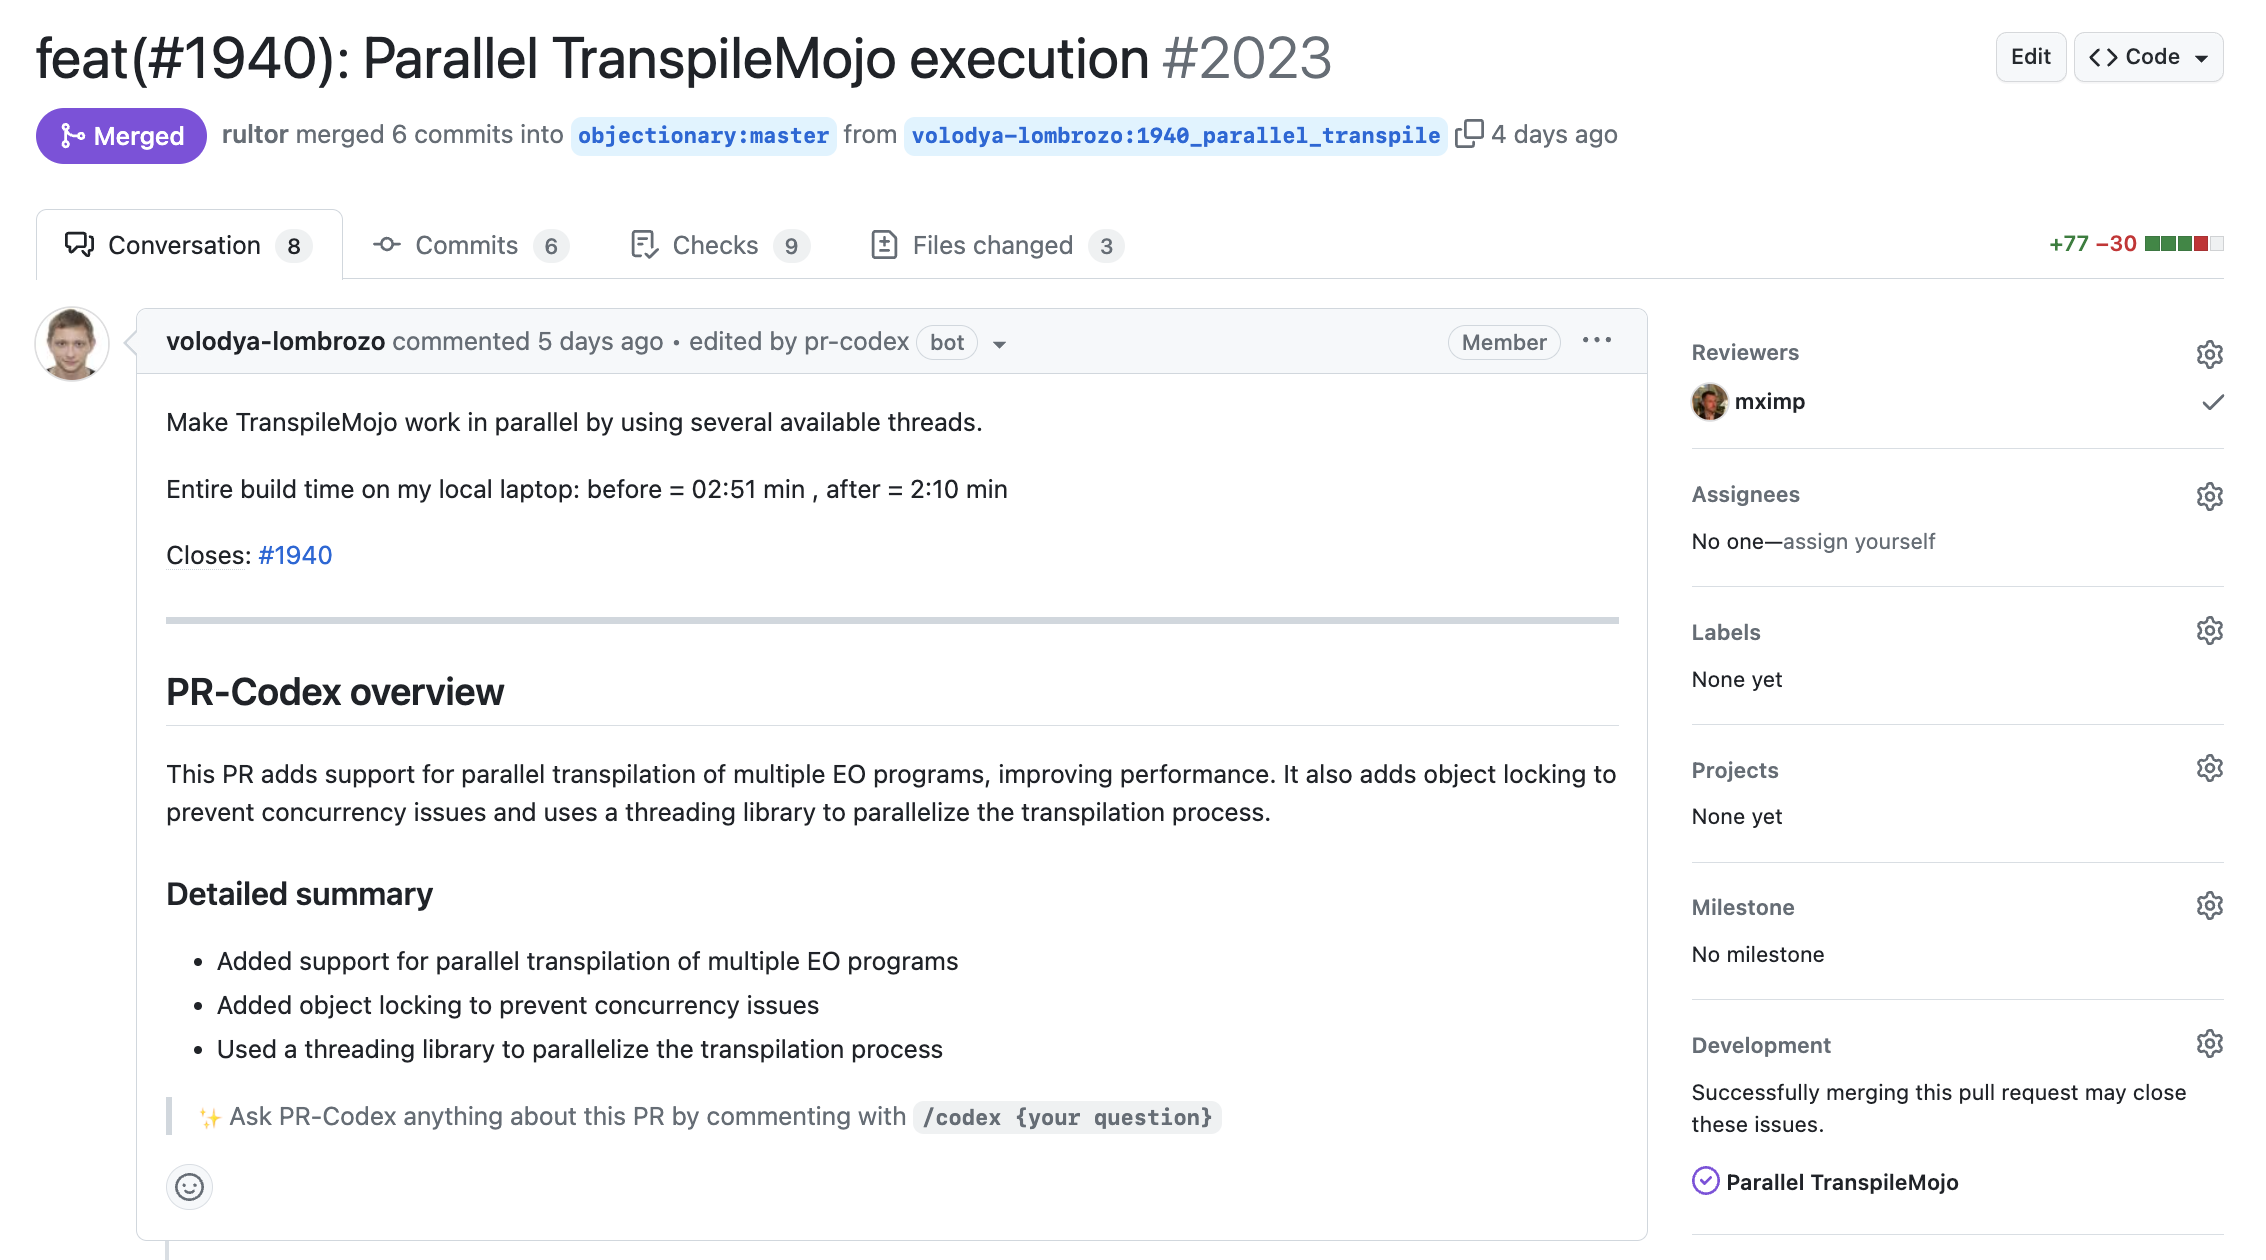 feat(#1940): Parallel TranspileMojo execution #2023
Edit
Code
Merged
rultor merged 6 commits into objectionary:master from volodya-lombrozo:1940_parallel_transpile 4 days ago
Conversation 8
Commits 6
Checks 9
Files changed 3
+77 −30
volodya-lombrozo commented 5 days ago • edited by pr-codex bot
Member
Make TranspileMojo work in parallel by using several available threads.
Entire build time on my local laptop: before = 02:51 min , after = 2:10 min
Closes: #1940
PR-Codex overview
This PR adds support for parallel transpilation of multiple EO programs, improving performance. It also adds object locking to
prevent concurrency issues and uses a threading library to parallelize the transpilation process.
Detailed summary
• Added support for parallel transpilation of multiple EO programs
• Added object locking to prevent concurrency issues
• Used a threading library to parallelize the transpilation process
✨ Ask PR-Codex anything about this PR by commenting with /codex {your question}
Reviewers
mximp
Assignees
No one—assign yourself
Labels
None yet
Projects
None yet
Milestone
No milestone
Development
Successfully merging this pull request may close
these issues.
Parallel TranspileMojo